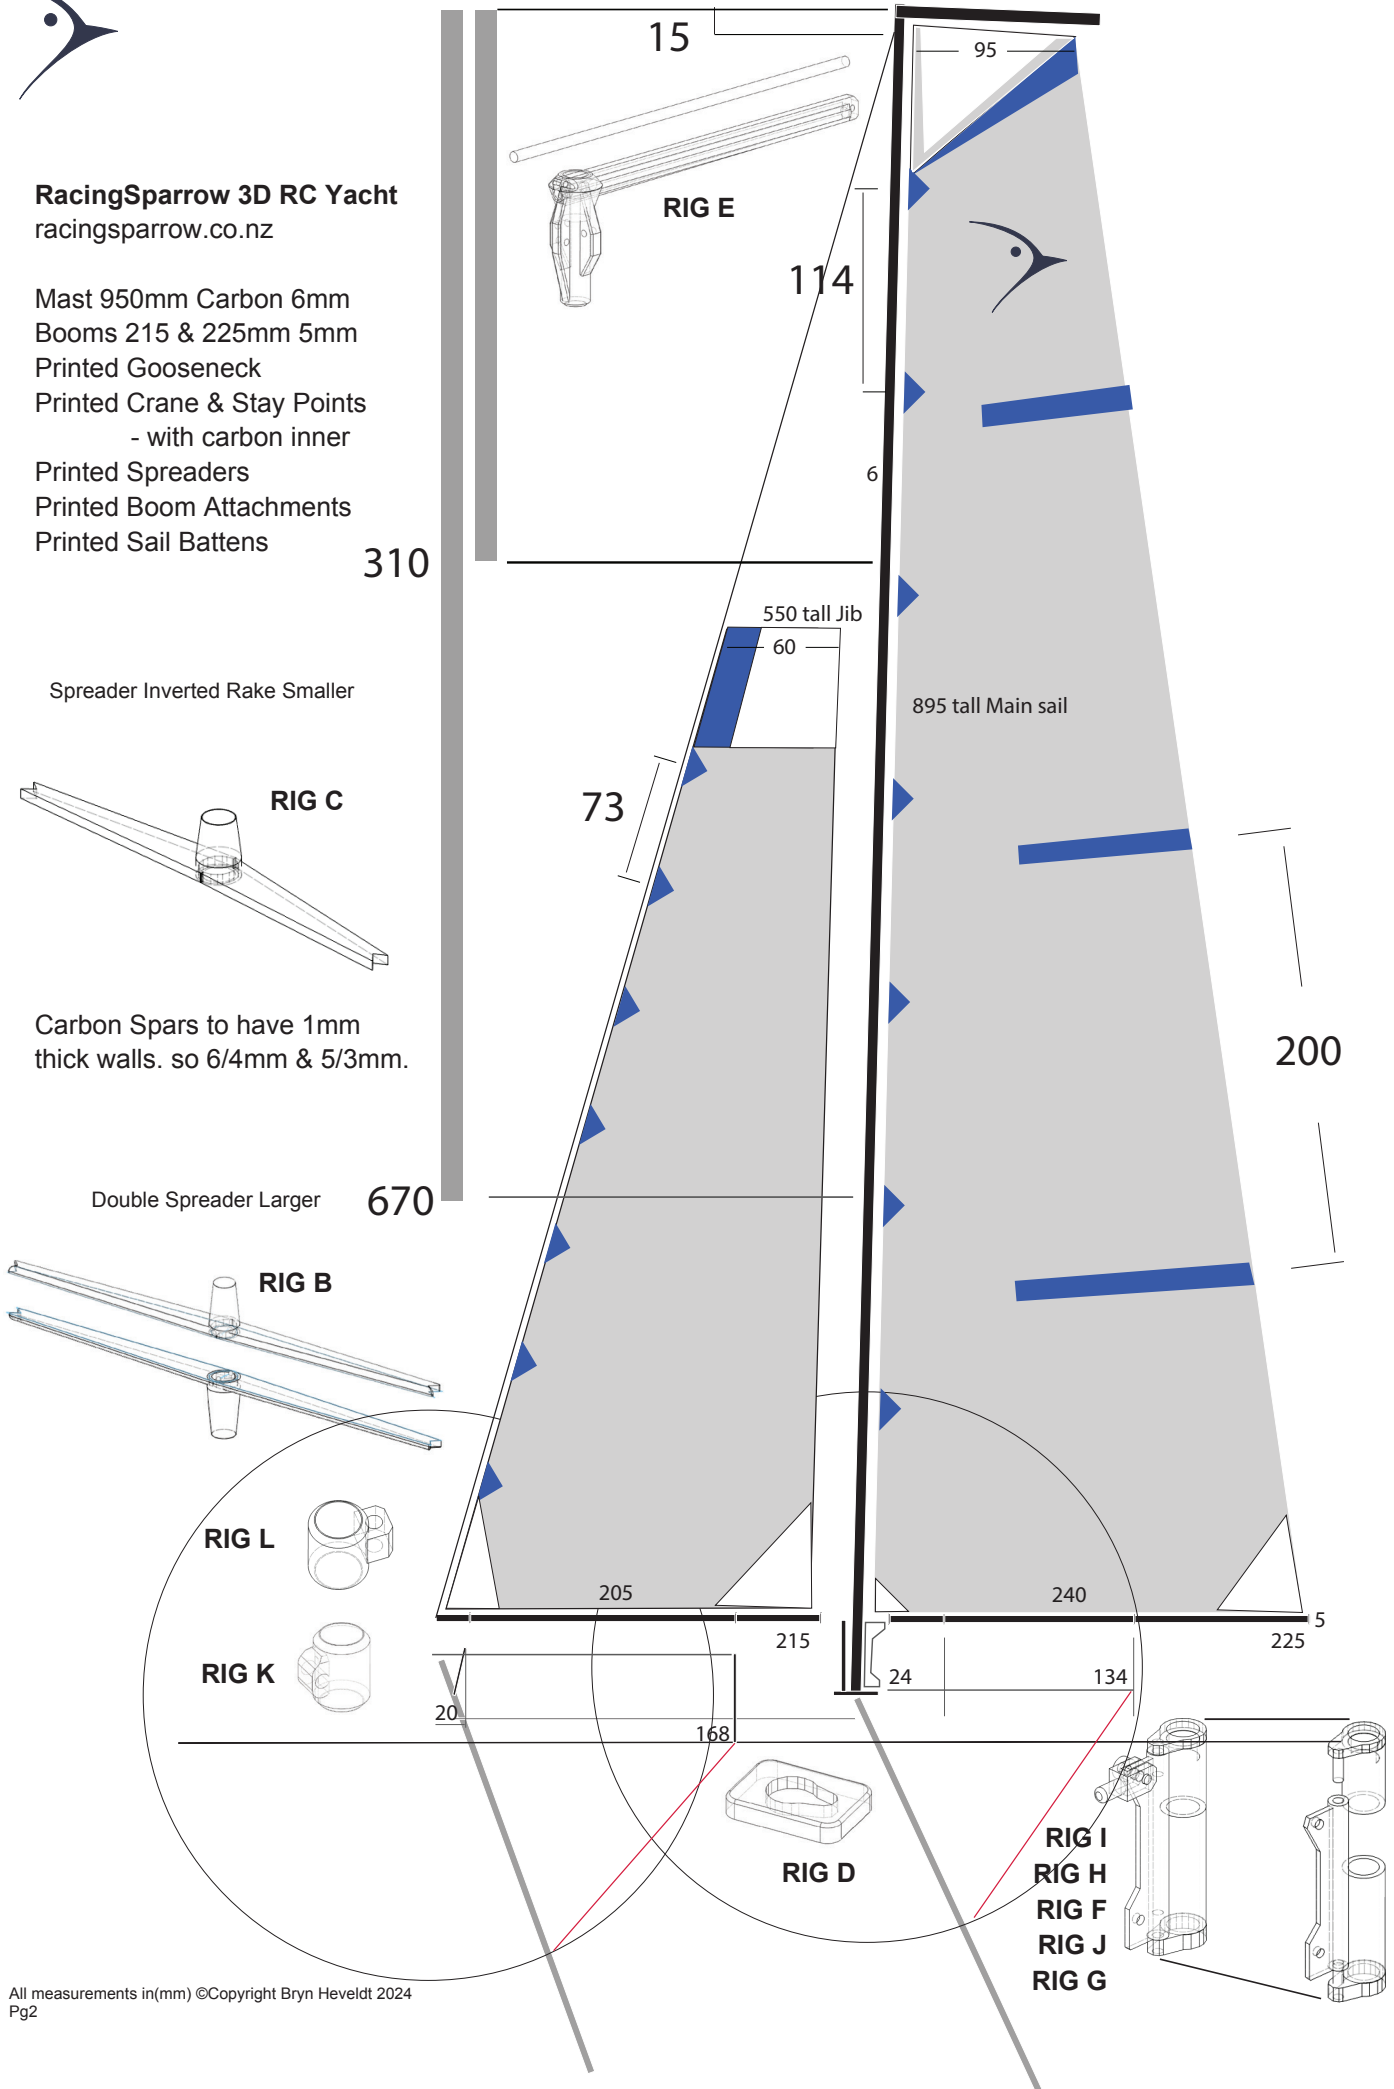 15
95
RacingSparrow 3D RC Yacht
racingsparrow.co.nz
RIG E
114
Mast 950mm Carbon 6mm
Booms 215 & 225mm 5mm
Printed Gooseneck
Printed Crane & Stay Points
- with carbon inner
Printed Spreaders
Printed Boom Attachments
Printed Sail Battens
6
310
550 tall Jib
60
Spreader Inverted Rake Smaller
895 tall Main sail
RIG C
73
Carbon Spars to have 1mm
thick walls. so 6/4mm & 5/3mm.
200
Double Spreader Larger
670
RIG B
RIG L
205
240
5
215
225
RIG K
24
134
20
168
RIG D
RIG I
RIG H
RIG F
RIG J
RIG G
All measurements in(mm) ©Copyright Bryn Heveldt 2024
Pg2